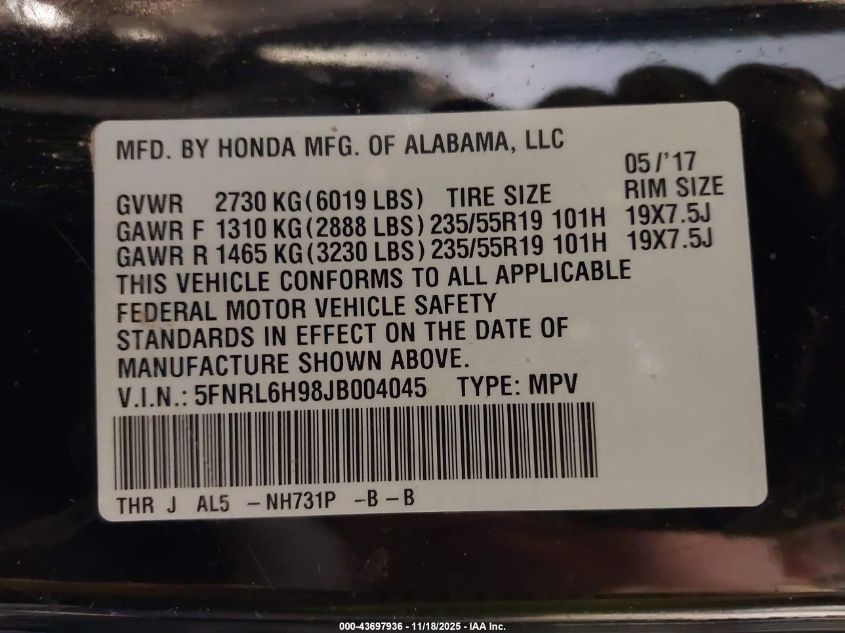 MFD. BY HONDA MFG. OF ALABAMA, LLC
05/'17
GVWR 2730 KG(6019 LBS) TIRE SIZE RIM SIZE
GAWR F 1310 KG(2888 LBS) 235/55R19 101H 19X7.5J
GAWR R 1465 KG(3230 LBS) 235/55R19 101H 19X7.5J
THIS VEHICLE CONFORMS TO ALL APPLICABLE
FEDERAL MOTOR VEHICLE SAFETY
STANDARDS IN EFFECT ON THE DATE OF
MANUFACTURE SHOWN ABOVE.
V.I.N.: 5FNRL6H98JB004045 TYPE: MPV
THR J AL5 -NH731P -B-B
000-43697936 - 11/18/2025 - IAA Inc.